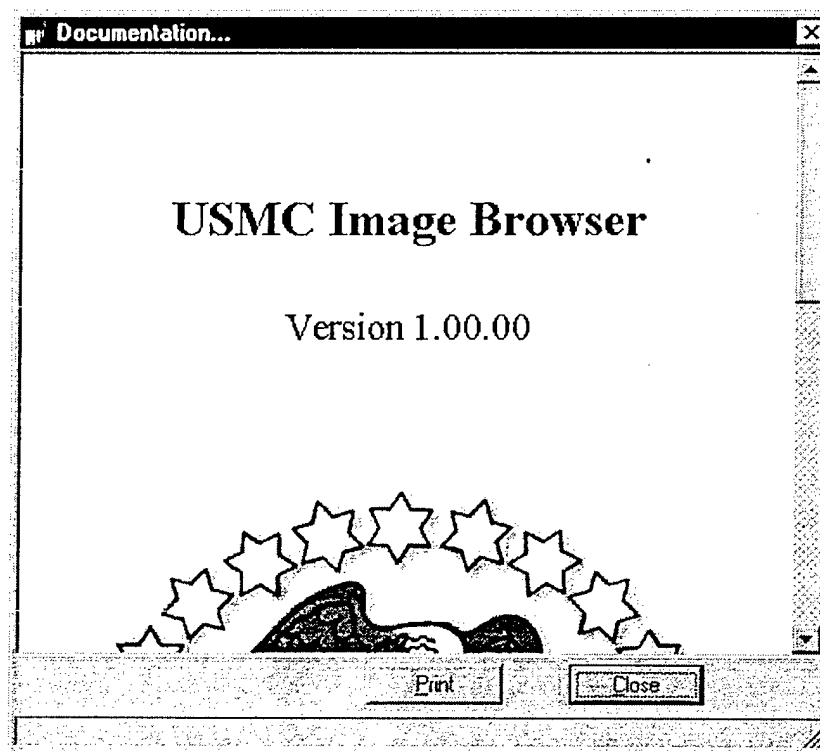 Documentation...
USMC Image Browser
Version 1.00.00
Print
Close